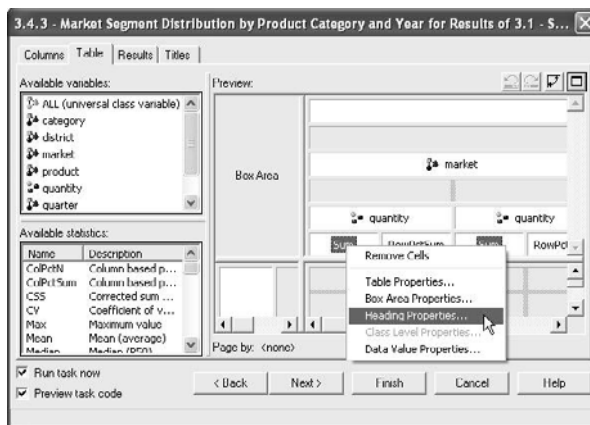 3.4.3 - Market Segment Distribution by Product Category and Year for Results of 3.1 - S...
Columns Table Results Titles
Available variables:
ALL (universal class variable)
category
district
market
product
quantity
quarter
Available statistics:
Name Description
ColPctN Column based p...
ColPctSum Column based p...
CSS Corrected sum ...
CV Coefficient of v...
Max Maximum value
Mean Mean (average)
Median Median (P50)
Preview:
Box Area
market
quantity quantity
Sum RowPctSum Sum RowPct
Remove Cells
Table Properties...
Box Area Properties...
Heading Properties...
Class Level Properties...
Data Value Properties...
Page by: <none>
Run task now
Preview task code
< Back Next > Finish Cancel Help